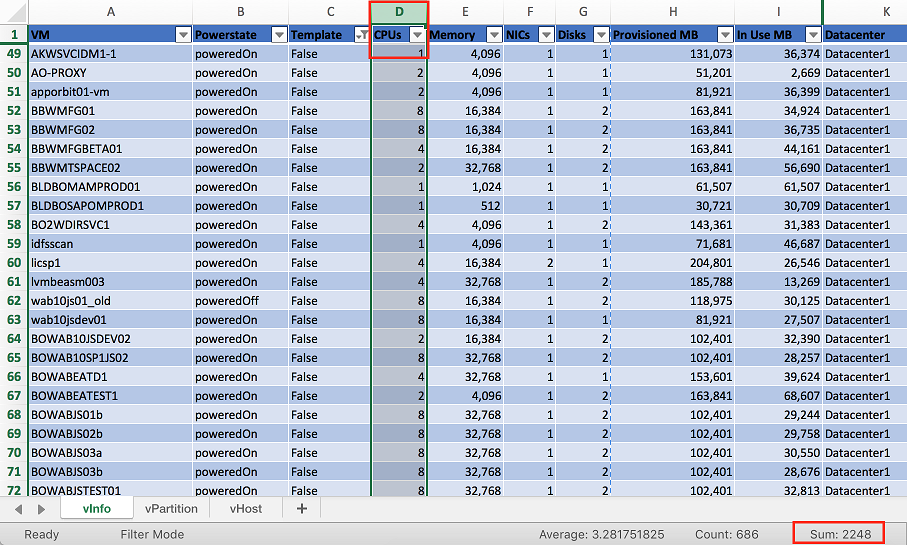 A B C D E F G H I K
1 VM Powerstate Template CPUs Memory NICs Disks Provisioned MB In Use MB Datacenter
49 AKWSVCIDM1-1 poweredOn False 1 4,096 1 1 131,073 36,374 Datacenter1
50 AO-PROXY poweredOn False 2 4,096 1 1 51,201 2,669 Datacenter1
51 apporbit01-vm poweredOn False 2 4,096 1 1 81,921 36,399 Datacenter1
52 BBWMFG01 poweredOn False 8 16,384 1 2 163,841 34,924 Datacenter1
53 BBWMFG02 poweredOn False 8 16,384 1 2 163,841 36,735 Datacenter1
54 BBWMFGBETA01 poweredOn False 4 16,384 1 2 163,841 44,161 Datacenter1
55 BBWMTSPACE02 poweredOn False 2 32,768 1 2 163,841 56,690 Datacenter1
56 BLDBOMAMPROD01 poweredOn False 1 1,024 1 1 61,507 61,507 Datacenter1
57 BLDBOSAPOMPROD1 poweredOn False 1 512 1 1 30,721 30,709 Datacenter1
58 BO2WDIRSVC1 poweredOn False 4 4,096 1 2 143,361 31,383 Datacenter1
59 idfsscan poweredOn False 1 4,096 1 1 71,681 46,687 Datacenter1
60 licsp1 poweredOn False 4 16,384 2 1 204,801 26,546 Datacenter1
61 lvmbeasm003 poweredOn False 4 32,768 1 2 185,788 13,269 Datacenter1
62 wab10js01_old poweredOff False 8 16,384 1 2 118,975 30,125 Datacenter1
63 wab10jsdev01 poweredOn False 8 16,384 1 1 81,921 27,507 Datacenter1
64 BOWAB10JSDEV02 poweredOn False 2 16,384 1 2 102,401 32,390 Datacenter1
65 BOWAB10SP1JS02 poweredOn False 8 32,768 1 2 102,401 28,257 Datacenter1
66 BOWABEATD1 poweredOn False 4 32,768 1 1 153,601 39,624 Datacenter1
67 BOWABEATEST1 poweredOn False 2 4,096 1 2 163,841 68,607 Datacenter1
68 BOWABJS01b poweredOn False 8 32,768 1 2 102,401 29,244 Datacenter1
69 BOWABJS02b poweredOn False 8 32,768 1 2 102,401 29,758 Datacenter1
70 BOWABJS03a poweredOn False 8 32,768 1 2 102,401 30,550 Datacenter1
71 BOWABJS03b poweredOn False 8 32,768 1 2 102,401 28,676 Datacenter1
72 BOWABJSTEST01 poweredOn False 8 32,768 1 2 102,401 32,813 Datacenter1
vInfo vPartition vHost +
Ready Filter Mode Average: 3.281751825 Count: 686 Sum: 2248